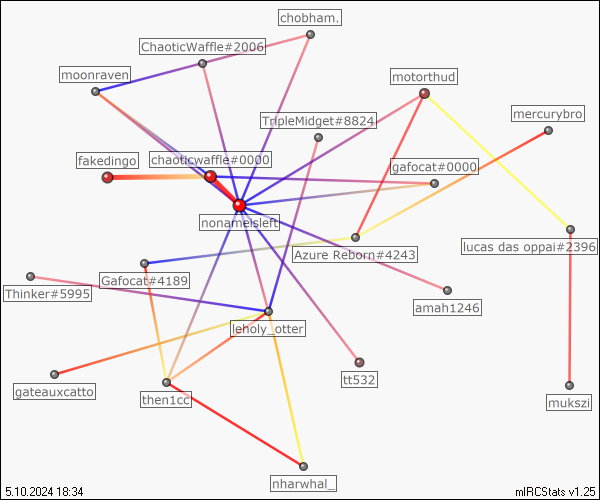 chobham.
ChaoticWaffle#2006
moonraven
motorthud
mercurybro
TripleMidget#8824
fakedingo
chaoticwaffle#0000
gafocat#0000
nonameisleft
lucas das oppai#2396
Azure Reborn#4243
Gafocat#4189
Thinker#5995
amah1246
leholy_otter
tt532
gateauxcatto
then1cc
mukszi
nharwhal_
5.10.2024 18:34
mIRCStats v1.25